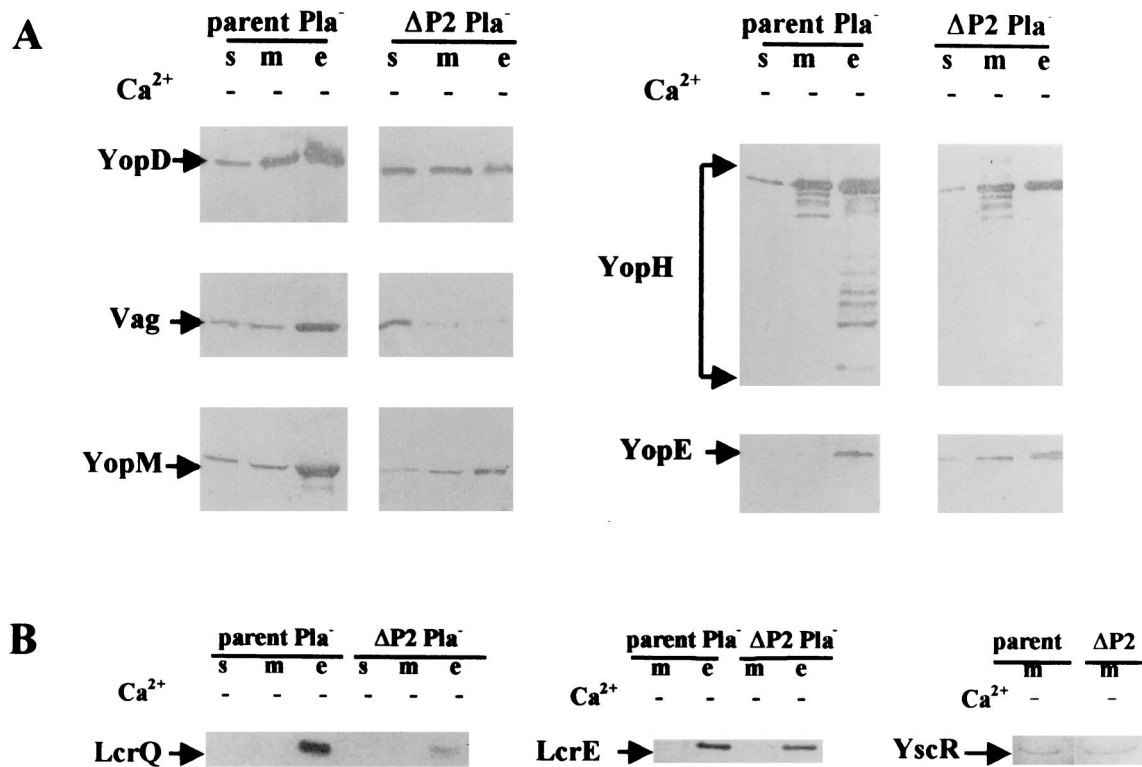 A
parent Pla⁻ ΔP2 Pla⁻
s m e s m e
Ca²⁺ - - - - - -
YopD
Vag
YopM
parent Pla⁻ ΔP2 Pla⁻
s m e s m e
Ca²⁺ - - - - - -
YopH
YopE
B
parent Pla⁻ ΔP2 Pla⁻
s m e s m e
Ca²⁺ - - - - - -
LcrQ
parent Pla⁻ ΔP2 Pla⁻
m e m e
Ca²⁺ - - - -
LcrE
parent ΔP2
m m
Ca²⁺ - -
YscR